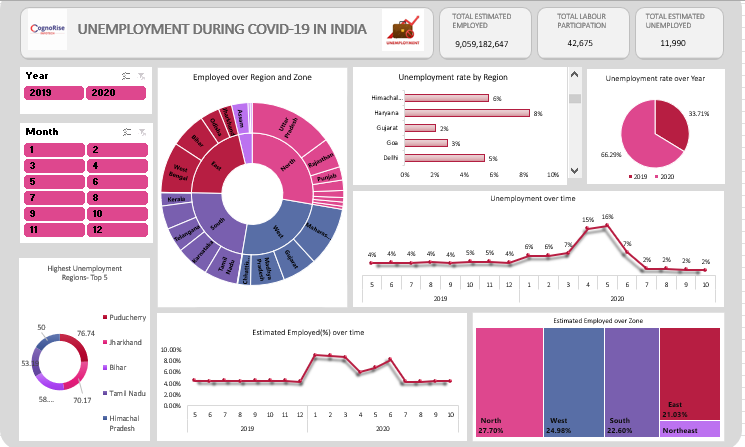 CognoRise
UNEMPLOYMENT DURING COVID-19 IN INDIA
UNEMPLOYMENT
TOTAL ESTIMATED
EMPLOYED
9,059,182,647
TOTAL LABOUR
PARTICIPATION
42,675
TOTAL ESTIMATED
UNEMPLOYED
11,990
Year
2019 2020
Month
1 2
3 4
5 6
7 8
9 10
11 12
Highest Unemployment
Regions- Top 5
50
76.74
53....
58....
70.17
Puducherry
Jharkhand
Bihar
Tamil Nadu
Himachal
Pradesh
Employed over Region and Zone
North
Uttar
Pradesh
Rajasthan
Punjab
West
Mahara...
Gujarat
Madhya
Pradesh
Chhattis...
South
Tamil
Nadu
Karnataka
Telangana
Kerala
East
West
Bengal
Bihar
Odisha
Jharkhand
Assam
Unemployment rate by Region
Himachal... 6%
Haryana 8%
Gujarat 2%
Goa 3%
Delhi 5%
0% 2% 4% 6% 8% 10%
Unemployment rate over Year
33.71%
66.29%
2019 2020
Unemployment over time
4% 4% 4% 4% 4% 5% 5% 4% 6% 6% 7% 15% 16% 7% 2% 2% 2% 2%
5 6 7 8 9 10 11 12 1 2 3 4 5 6 7 8 9 10
2019 2020
Estimated Employed(%) over time
10.00%
8.00%
6.00%
4.00%
2.00%
0.00%
5 6 7 8 9 10 11 12 1 2 3 4 5 6 7 8 9 10
2019 2020
Estimated Employed over Zone
North
27.70%
West
24.98%
South
22.60%
East
21.03%
Northeast